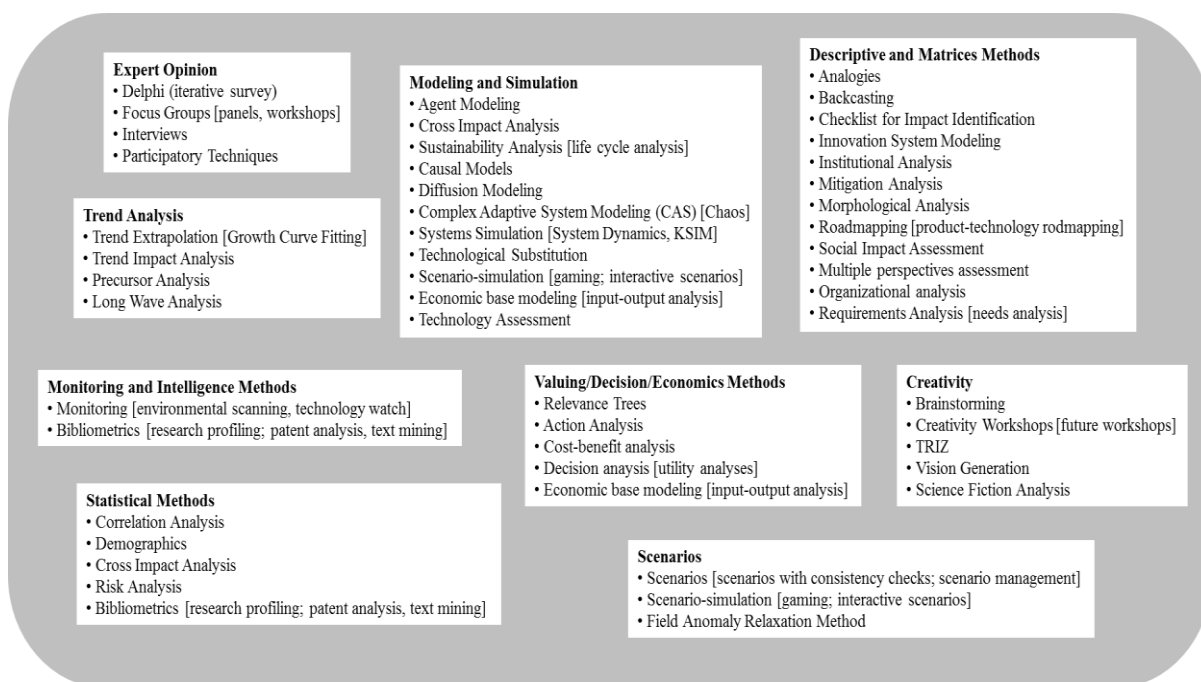 Expert Opinion
• Delphi (iterative survey)
• Focus Groups [panels, workshops]
• Interviews
• Participatory Techniques
Trend Analysis
• Trend Extrapolation [Growth Curve Fitting]
• Trend Impact Analysis
• Precursor Analysis
• Long Wave Analysis
Modeling and Simulation
• Agent Modeling
• Cross Impact Analysis
• Sustainability Analysis [life cycle analysis]
• Causal Models
• Diffusion Modeling
• Complex Adaptive System Modeling (CAS) [Chaos]
• Systems Simulation [System Dynamics, KSIM]
• Technological Substitution
• Scenario-simulation [gaming; interactive scenarios]
• Economic base modeling [input-output analysis]
• Technology Assessment
Descriptive and Matrices Methods
• Analogies
• Backcasting
• Checklist for Impact Identification
• Innovation System Modeling
• Institutional Analysis
• Mitigation Analysis
• Morphological Analysis
• Roadmapping [product-technology rodmapping]
• Social Impact Assessment
• Multiple perspectives assessment
• Organizational analysis
• Requirements Analysis [needs analysis]
Monitoring and Intelligence Methods
• Monitoring [environmental scanning, technology watch]
• Bibliometrics [research profiling; patent analysis, text mining]
Valuing/Decision/Economics Methods
• Relevance Trees
• Action Analysis
• Cost-benefit analysis
• Decision anaysis [utility analyses]
• Economic base modeling [input-output analysis]
Creativity
• Brainstorming
• Creativity Workshops [future workshops]
• TRIZ
• Vision Generation
• Science Fiction Analysis
Statistical Methods
• Correlation Analysis
• Demographics
• Cross Impact Analysis
• Risk Analysis
• Bibliometrics [research profiling; patent analysis, text mining]
Scenarios
• Scenarios [scenarios with consistency checks; scenario management]
• Scenario-simulation [gaming; interactive scenarios]
• Field Anomaly Relaxation Method